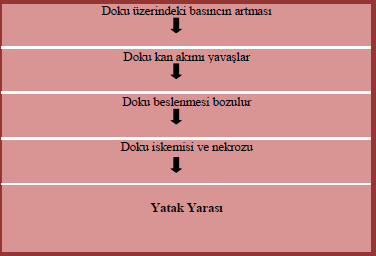 Doku üzerindeki basıncın artması
Doku kan akımı yavaşlar
Doku beslenmesi bozulur
Doku iskemisi ve nekrozu
Yatak Yarası